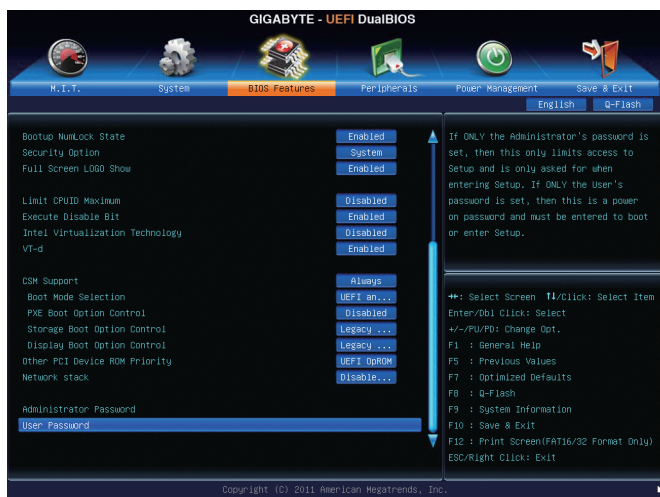 GIGABYTE - UEFI DualBIOS
M.I.T. System BIOS Features Peripherals Power Management Save & Exit
English Q-Flash
Bootup NumLock State Enabled
Security Option System
Full Screen LOGO Show Enabled
Limit CPUID Maximum Disabled
Execute Disable Bit Enabled
Intel Virtualization Technology Disabled
VT-d Enabled
CSM Support Always
Boot Mode Selection UEFI an...
PXE Boot Option Control Disabled
Storage Boot Option Control Legacy ...
Display Boot Option Control Legacy ...
Other PCI Device ROM Priority UEFI OpROM
Network stack Disable...
Administrator Password
User Password
If ONLY the Administrator's password is
set, then this only limits access to
Setup and is only asked for when
entering Setup. If ONLY the User's
password is set, then this is a power
on password and must be entered to boot
or enter Setup.
→←: Select Screen ↑↓/Click: Select Item
Enter/Dbl Click: Select
+/-/PU/PD: Change Opt.
F1 : General Help
F5 : Previous Values
F7 : Optimized Defaults
F8 : Q-Flash
F9 : System Information
F10 : Save & Exit
F12 : Print Screen(FAT16/32 Format Only)
ESC/Right Click: Exit
Copyright (C) 2011 American Megatrends, Inc.